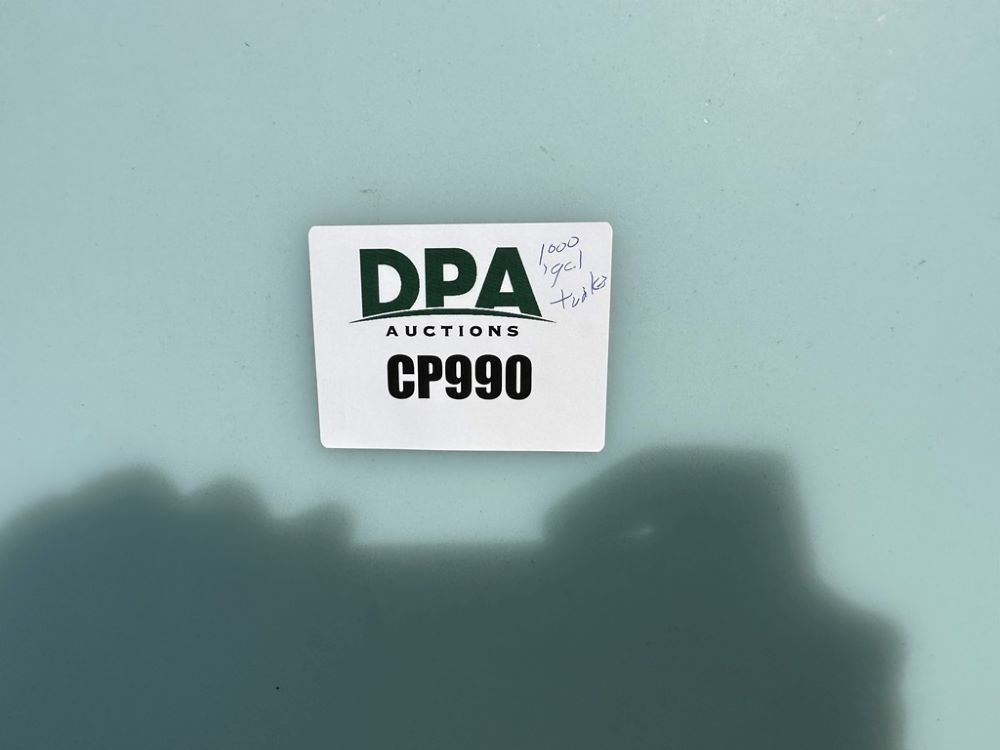 DPA
AUCTIONS
CP990
1000
gal
tanks